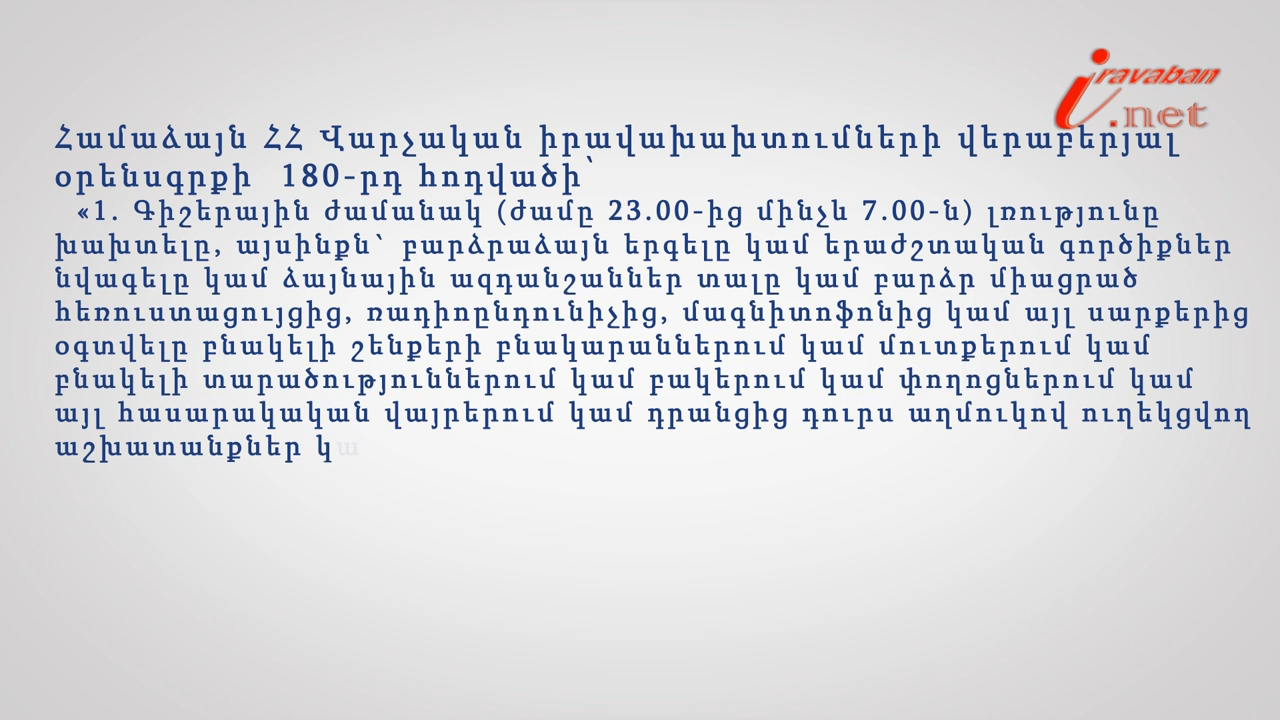 iravaban
.net
Համաձայն ՀՀ Վարչական իրավախախտումների վերաբերյալ
օրենսգրքի 180-րդ հոդվածի՝
«1. Գիշերային ժամանակ (ժամը 23.00-ից մինչև 7.00-ն) լռությունը
խախտելը, այսինքն՝ բարձրաձայն երգելը կամ երաժշտական գործիքներ
նվագելը կամ ձայնային ազդանշաններ տալը կամ բարձր միացրած
հեռուստացույցից, ռադիոընդունիչից, մագնիտոֆոնից կամ այլ սարքերից
օգտվելը բնակելի շենքերի բնակարաններում կամ մուտքերում կամ
բնակելի տարածություններում կամ բակերում կամ փողոցներում կամ
այլ հասարակական վայրերում կամ դրանցից դուրս աղմուկով ուղեկցվող
աշխատանքներ կա